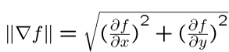 ‖∇f‖ = √((∂f/∂x)² + (∂f/∂y)²)